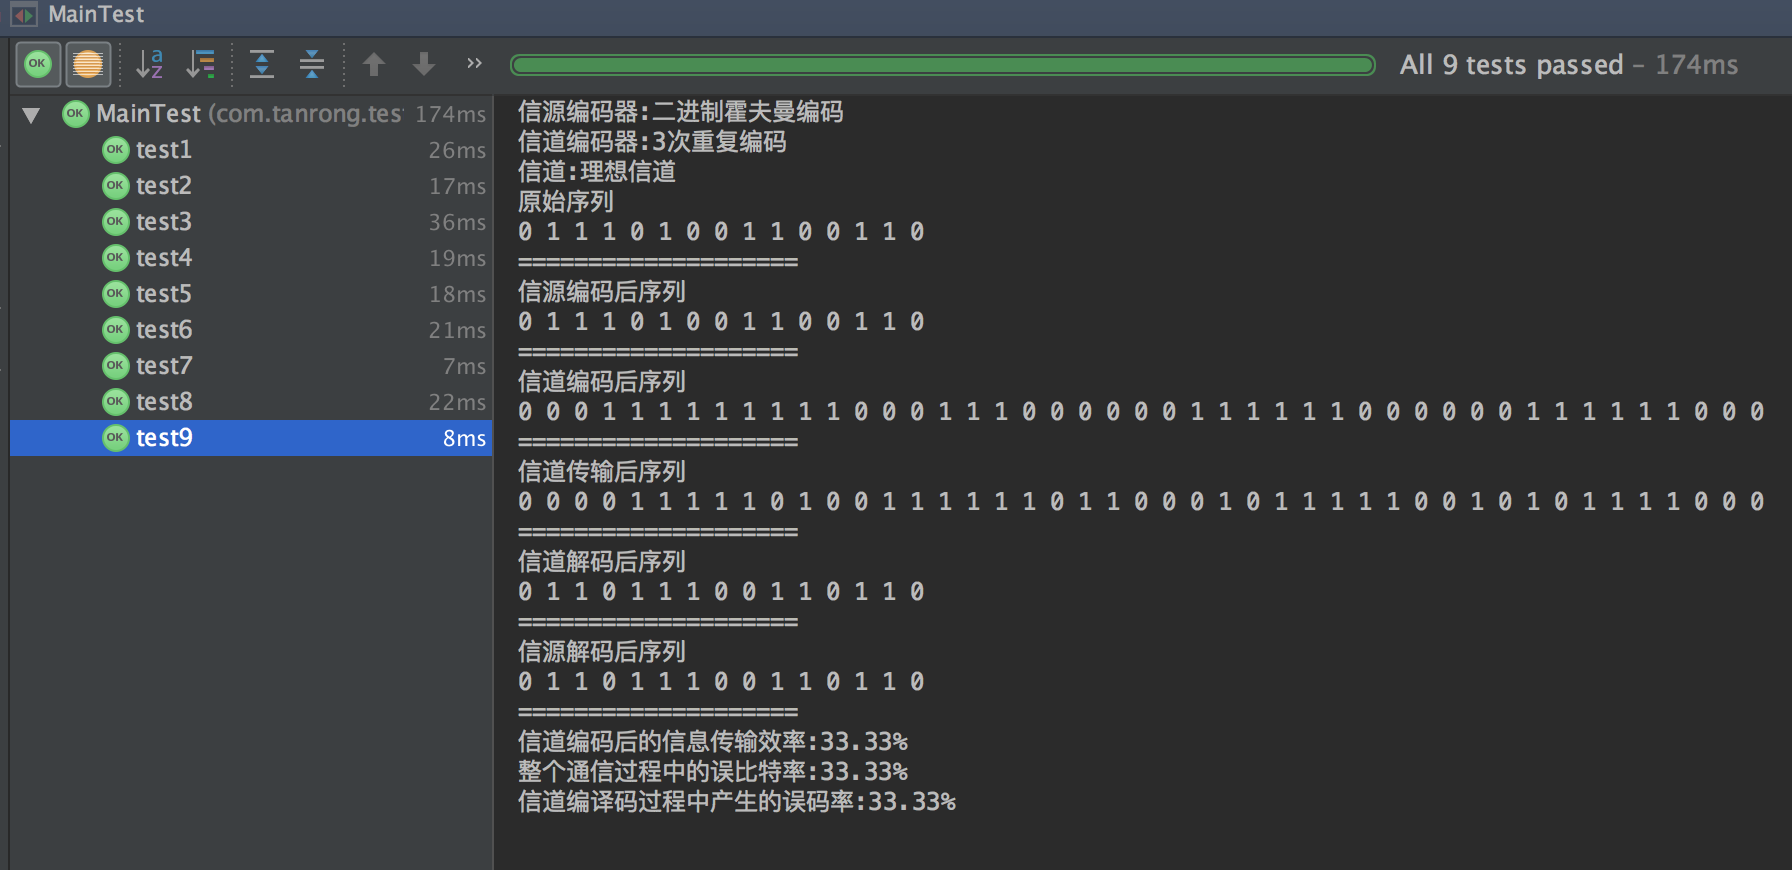 MainTest
All 9 tests passed – 174ms
MainTest (com.tanrong.tes 174ms
OK test1 26ms
OK test2 17ms
OK test3 36ms
OK test4 19ms
OK test5 18ms
OK test6 21ms
OK test7 7ms
OK test8 22ms
OK test9 8ms
信源编码器:二进制霍夫曼编码
信道编码器:3次重复编码
信道:理想信道
原始序列
0 1 1 1 0 1 0 0 1 1 0 0 1 1 0
====================
信源编码后序列
0 1 1 1 0 1 0 0 1 1 0 0 1 1 0
====================
信道编码后序列
0 0 0 1 1 1 1 1 1 1 1 1 0 0 0 1 1 1 0 0 0 0 0 0 1 1 1 1 1 1 0 0 0 0 0 0 1 1 1 1 1 1 0 0 0
====================
信道传输后序列
0 0 0 0 1 1 1 1 1 0 1 0 0 1 1 1 1 1 1 0 1 1 0 0 0 1 0 1 1 1 1 1 0 0 1 0 1 0 1 1 1 1 0 0 0
====================
信道解码后序列
0 1 1 0 1 1 1 0 0 1 1 0 1 1 0
====================
信源解码后序列
0 1 1 0 1 1 1 0 0 1 1 0 1 1 0
====================
信道编码后的信息传输效率:33.33%
整个通信过程中的误比特率:33.33%
信道编译码过程中产生的误码率:33.33%